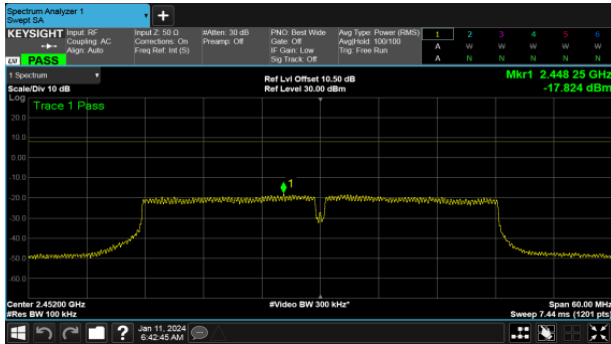 Spectrum Analyzer 1
Swept SA
+
KEYSIGHT Input: RF Input Z: 50 Ω #Atten: 30 dB PNO: Best Wide Avg Type: Power (RMS) 1 2 3 4 5 6
Coupling: AC Corrections: On Preamp: Off Gate: Off Avg|Hold: 100/100 A W W W W W
Align: Auto Freq Ref: Int (S) IF Gain: Low Trig: Free Run
Sig Track: Off A N N N N N
LXI PASS
1 Spectrum Ref Lvl Offset 10.50 dB Mkr1 2.448 25 GHz
Scale/Div 10 dB Ref Level 30.00 dBm -17.824 dBm
Log
Trace 1 Pass
20.0
10.0
0.00
-10.0
1
-20.0
-30.0
-40.0
-50.0
-60.0
Center 2.45200 GHz #Video BW 300 kHz* Span 60.00 MHz
#Res BW 100 kHz Sweep 7.44 ms (1201 pts)
? Jan 11, 2024
6:42:45 AM